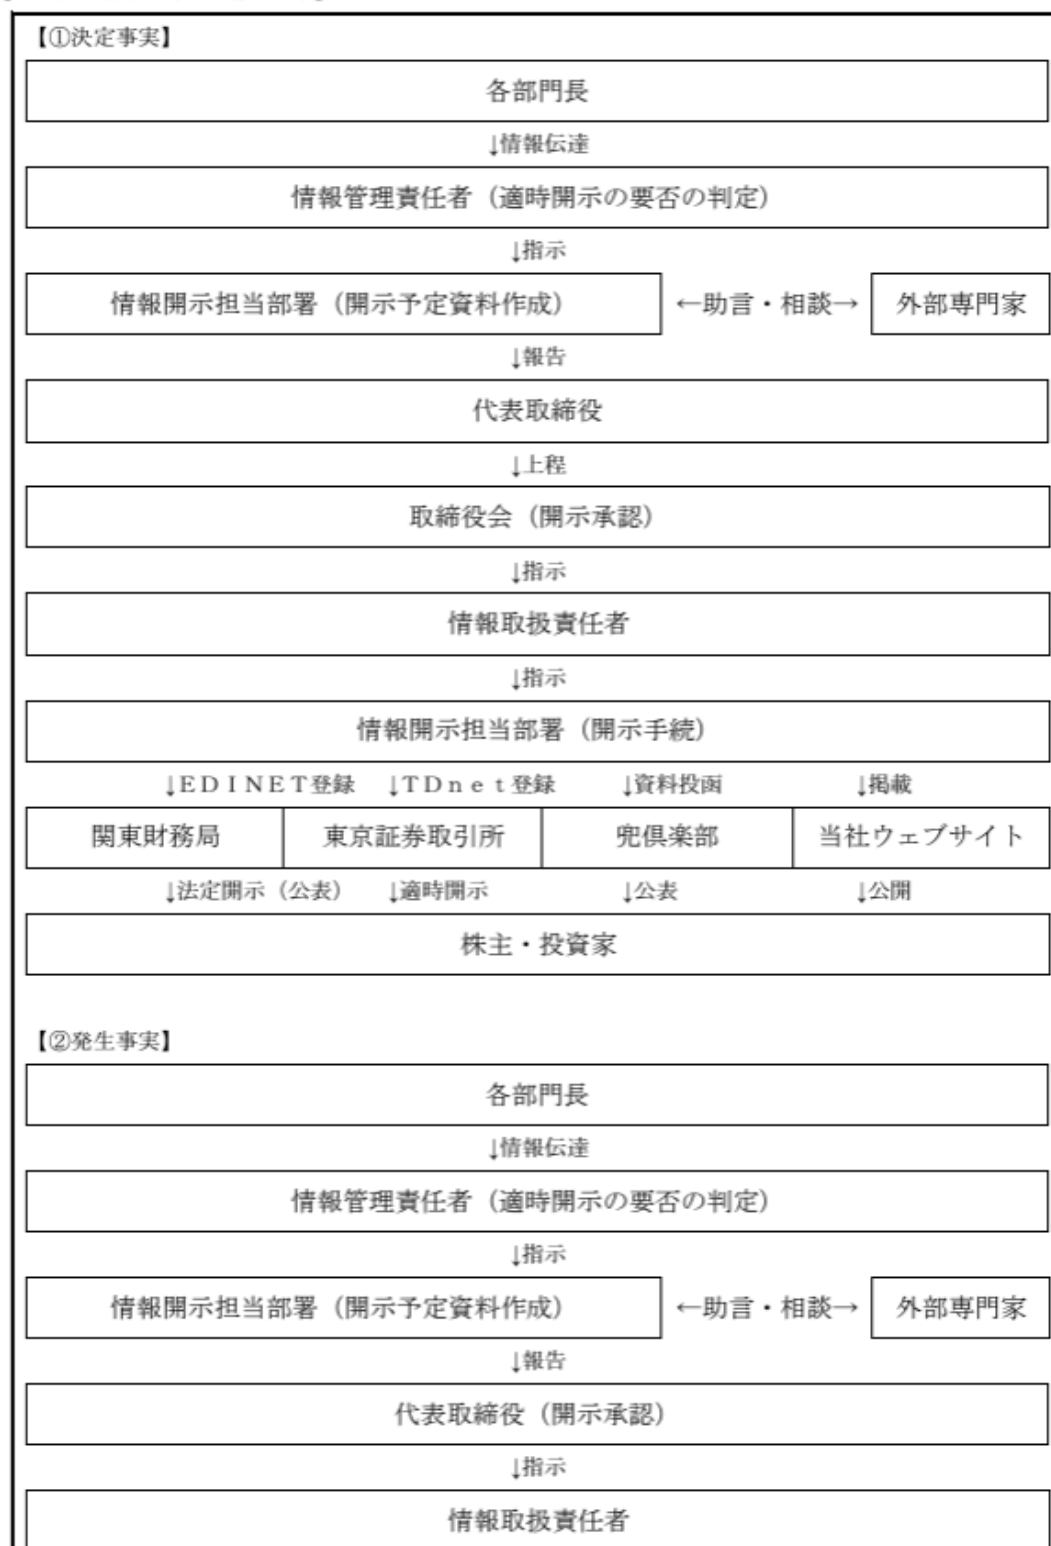 【①決定事実】
各部門長
↓情報伝達
情報管理責任者（適時開示の要否の判定）
↓指示
情報開示担当部署（開示予定資料作成） ←助言・相談→ 外部専門家
↓報告
代表取締役
↓上程
取締役会（開示承認）
↓指示
情報取扱責任者
↓指示
情報開示担当部署（開示手続）
↓ＥＤＩＮＥＴ登録 ↓ＴＤｎｅｔ登録 ↓資料投函 ↓掲載
関東財務局 東京証券取引所 兜倶楽部 当社ウェブサイト
↓法定開示（公表） ↓適時開示 ↓公表 ↓公開
株主・投資家
【②発生事実】
各部門長
↓情報伝達
情報管理責任者（適時開示の要否の判定）
↓指示
情報開示担当部署（開示予定資料作成） ←助言・相談→ 外部専門家
↓報告
代表取締役（開示承認）
↓指示
情報取扱責任者